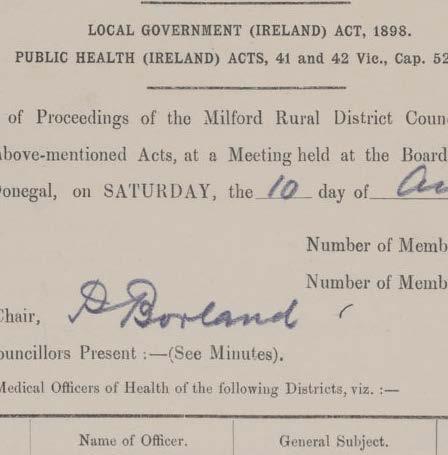 LOCAL GOVERNMENT (IRELAND) ACT, 1898.
PUBLIC HEALTH (IRELAND) ACTS, 41 and 42 Vic., Cap. 52
of Proceedings of the Milford Rural District Counc
above-mentioned Acts, at a Meeting held at the Board
Donegal, on SATURDAY, the 10 day of Au
Number of Memb
Number of Memb
Chair, D Borland
ouncillors Present :—(See Minutes).
Medical Officers of Health of the following Districts, viz. :—
Name of Officer. General Subject.